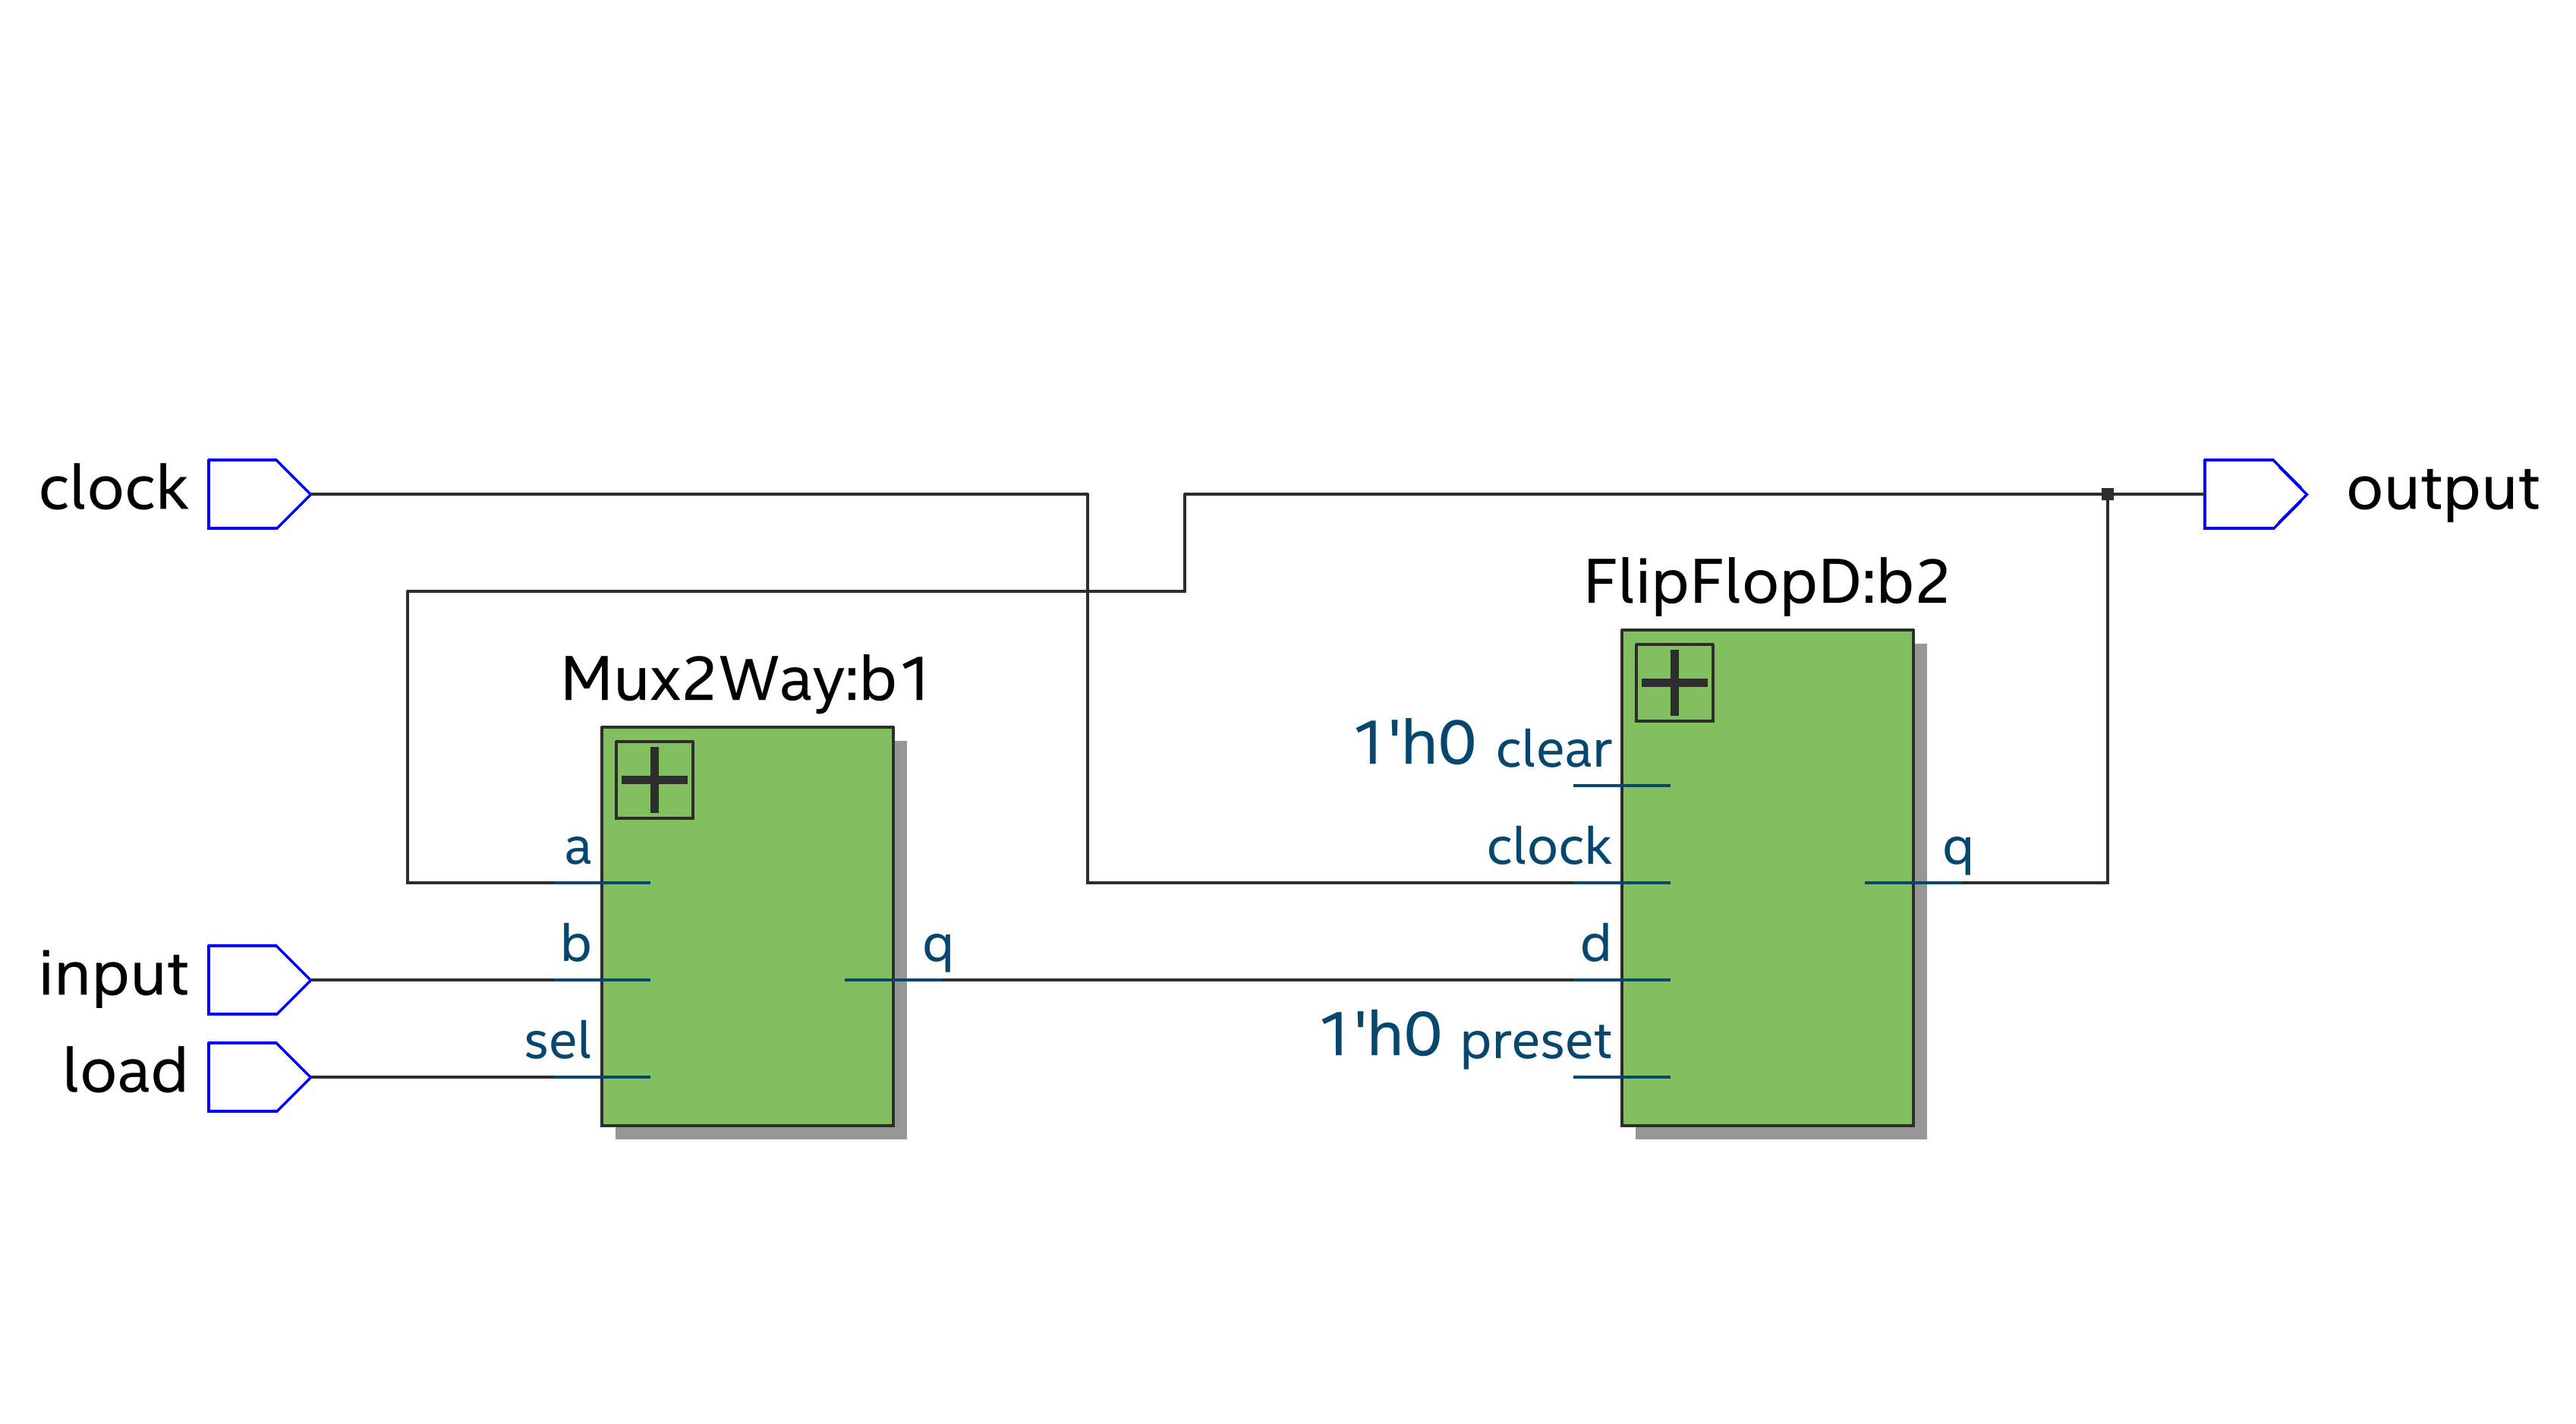 clock
output
FlipFlopD:b2
Mux2Way:b1
1'h0 clear
a
clock
q
input
b
q
d
load
sel
1'h0 preset